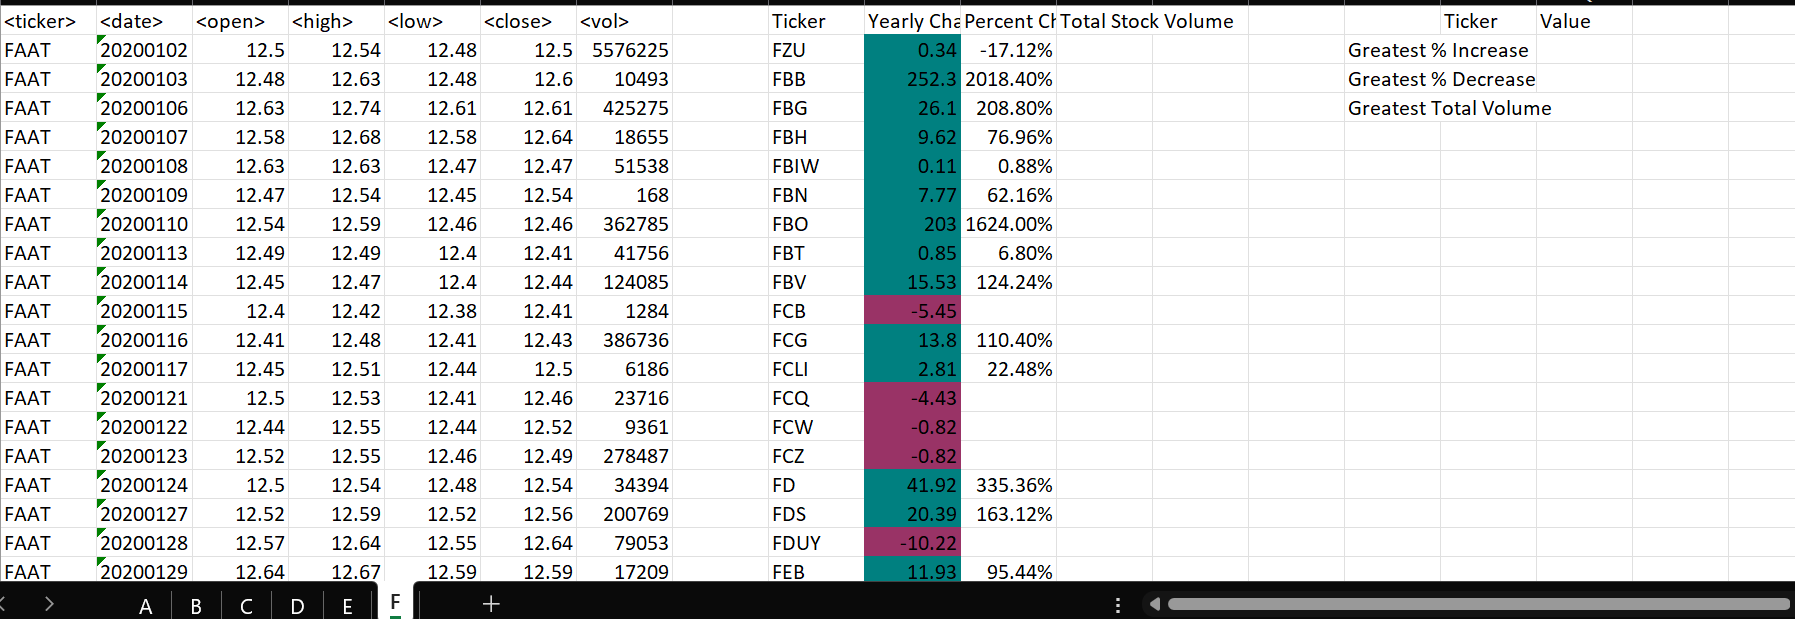 <ticker> <date> <open> <high> <low> <close> <vol> Ticker Yearly Cha Percent Ch Total Stock Volume Ticker Value
FAAT 20200102 12.5 12.54 12.48 12.5 5576225 FZU 0.34 -17.12% Greatest % Increase
FAAT 20200103 12.48 12.63 12.48 12.6 10493 FBB 252.3 2018.40% Greatest % Decrease
FAAT 20200106 12.63 12.74 12.61 12.61 425275 FBG 26.1 208.80% Greatest Total Volume
FAAT 20200107 12.58 12.68 12.58 12.64 18655 FBH 9.62 76.96%
FAAT 20200108 12.63 12.63 12.47 12.47 51538 FBIW 0.11 0.88%
FAAT 20200109 12.47 12.54 12.45 12.54 168 FBN 7.77 62.16%
FAAT 20200110 12.54 12.59 12.46 12.46 362785 FBO 203 1624.00%
FAAT 20200113 12.49 12.49 12.4 12.41 41756 FBT 0.85 6.80%
FAAT 20200114 12.45 12.47 12.4 12.44 124085 FBV 15.53 124.24%
FAAT 20200115 12.4 12.42 12.38 12.41 1284 FCB -5.45
FAAT 20200116 12.41 12.48 12.41 12.43 386736 FCG 13.8 110.40%
FAAT 20200117 12.45 12.51 12.44 12.5 6186 FCLI 2.81 22.48%
FAAT 20200121 12.5 12.53 12.41 12.46 23716 FCQ -4.43
FAAT 20200122 12.44 12.55 12.44 12.52 9361 FCW -0.82
FAAT 20200123 12.52 12.55 12.46 12.49 278487 FCZ -0.82
FAAT 20200124 12.5 12.54 12.48 12.54 34394 FD 41.92 335.36%
FAAT 20200127 12.52 12.59 12.52 12.56 200769 FDS 20.39 163.12%
FAAT 20200128 12.57 12.64 12.55 12.64 79053 FDUY -10.22
FAAT 20200129 12.64 12.67 12.59 12.59 17209 FEB 11.93 95.44%
A B C D E F